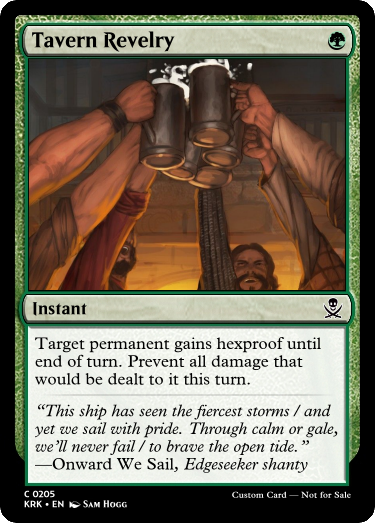 Tavern Revelry
Instant
Target permanent gains hexproof until
end of turn. Prevent all damage that
would be dealt to it this turn.
“This ship has seen the fiercest storms / and
yet we sail with pride. Through calm or gale,
we’ll never fail / to brave the open tide.”
—Onward We Sail, Edgeseeker shanty
C 0205
KRK • EN Sam Hogg
Custom Card — Not for Sale